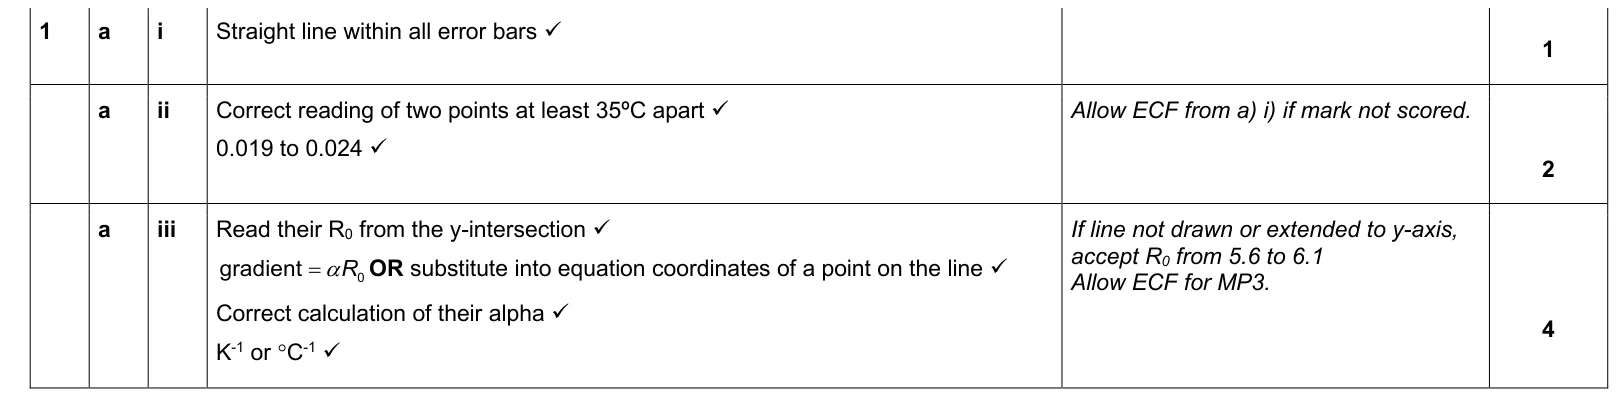 1 a i Straight line within all error bars ✓
1
a ii Correct reading of two points at least 35ºC apart ✓ Allow ECF from a) i) if mark not scored.
0.019 to 0.024 ✓
2
a iii Read their R₀ from the y-intersection ✓ If line not drawn or extended to y-axis,
accept R₀ from 5.6 to 6.1
gradient = αR₀ OR substitute into equation coordinates of a point on the line ✓
Allow ECF for MP3.
Correct calculation of their alpha ✓
4
K⁻¹ or °C⁻¹ ✓